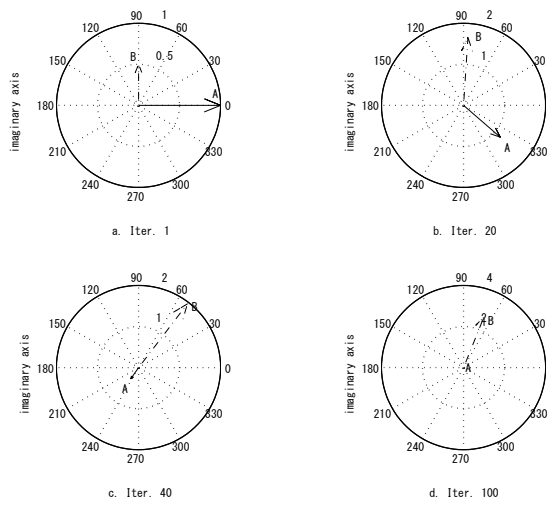 90 1
120 60
B 0.5
150 30
A
180 0
imaginary axis
210 330
240 300
270
a. Iter. 1
90 2
120 60
B
1
150 30
180
imaginary axis
A
210 330
240 300
270
b. Iter. 20
90 2
120 60
B
1
150 30
180 0
imaginary axis
A
210 330
240 300
270
c. Iter. 40
90 4
120 60
2
B
150 30
180
A
imaginary axis
210 330
240 300
270
d. Iter. 100